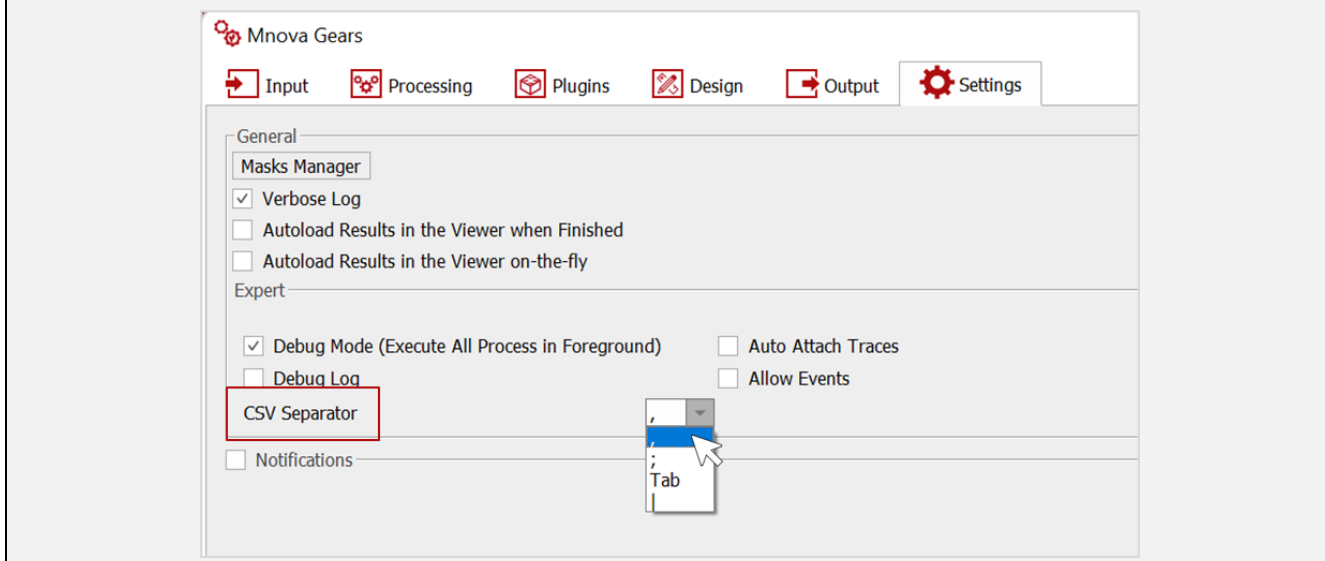 Mnova Gears
Input Processing Plugins Design Output Settings
General
Masks Manager
Verbose Log
Autoload Results in the Viewer when Finished
Autoload Results in the Viewer on-the-fly
Expert
Debug Mode (Execute All Process in Foreground) Auto Attach Traces
Debug Log Allow Events
CSV Separator ,
,
Notifications ;
Tab
|